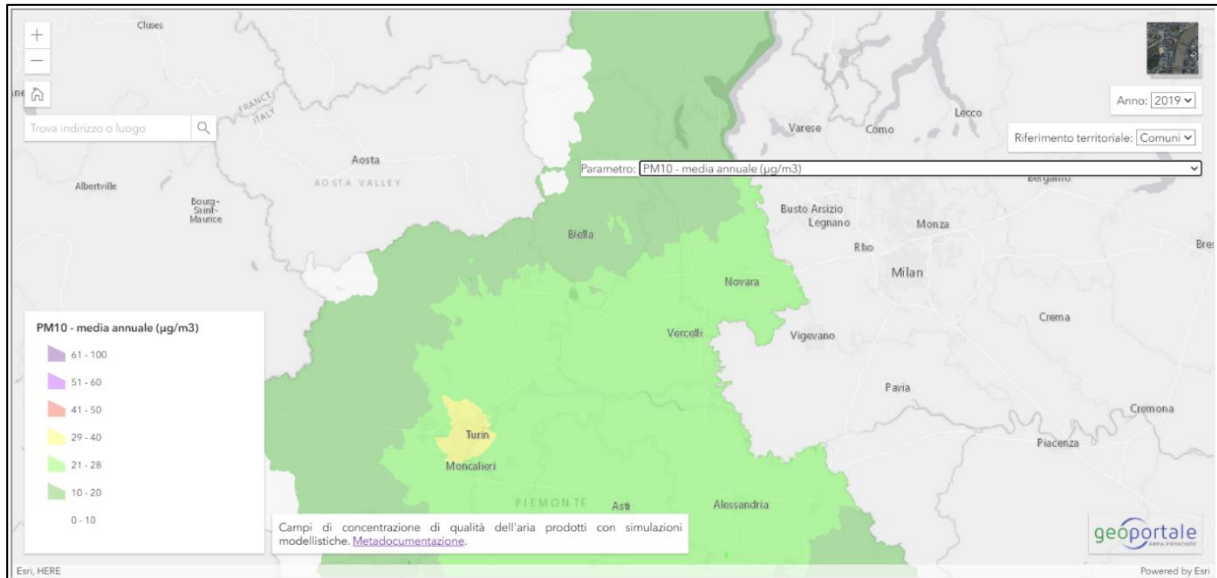 +
−
Cluses
FRANCE
ITALY
Trova indirizzo o luogo
Aosta
AOSTA VALLEY
Albertville
Bourg-
Saint-
Maurice
Anno: 2019
Riferimento territoriale: Comuni
Parametro: PM10 - media annuale (μg/m3)
Lecco
Varese
Como
Bergamo
Busto Arsizio
Legnano
Monza
Rho
Milan
Biella
Novara
Vercelli
Vigevano
Crema
Pavia
Cremona
Piacenza
Turin
Moncalieri
PIEMONTE
Asti
Alessandria
PM10 - media annuale (μg/m3)
61 - 100
51 - 60
41 - 50
29 - 40
21 - 28
10 - 20
0 - 10
Campi di concentrazione di qualità dell'aria prodotti con simulazioni
modellistiche. Metadocumentazione.
geoportale
ARPA PIEMONTE
Esri, HERE
Powered by Esri